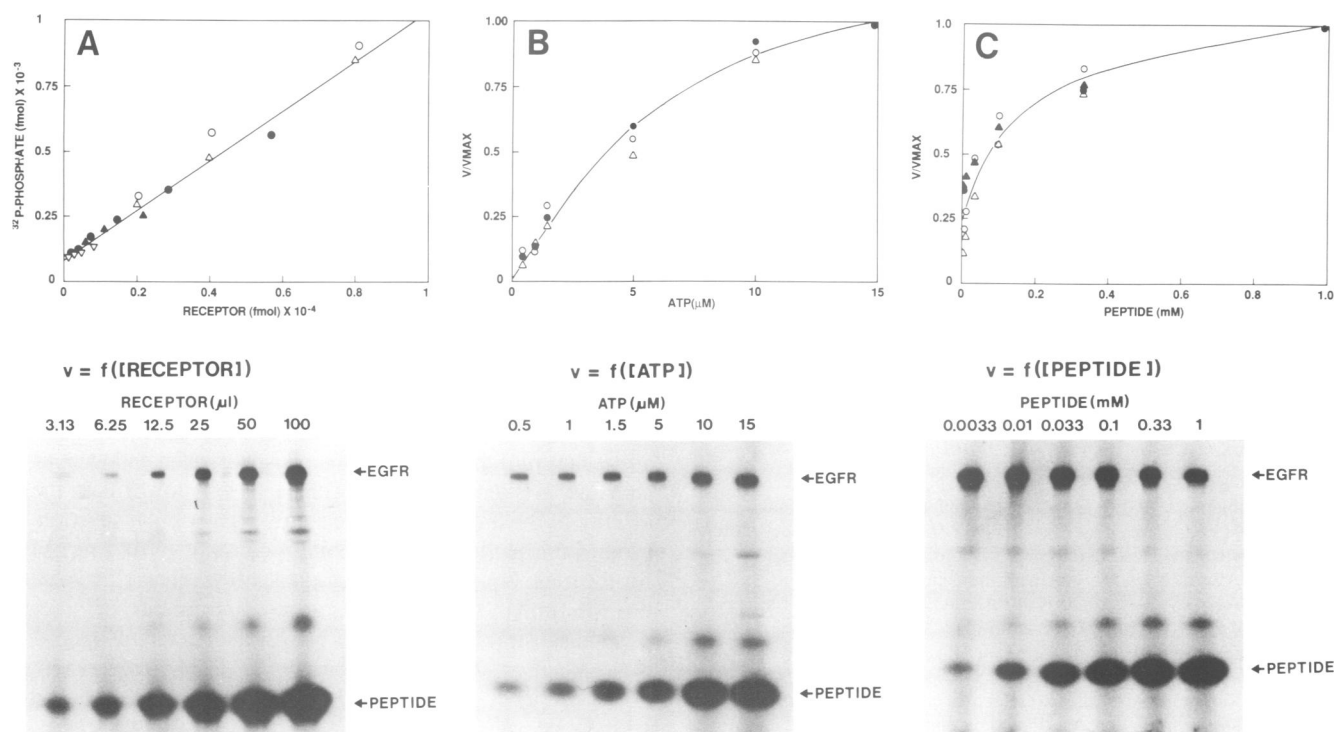 A
1
0.75
0.5
0.25
0
³²P-PHOSPHATE (fmol) X 10⁻³
0 0.2 0.4 0.6 0.8 1
RECEPTOR (fmol) X 10⁻⁴
B
1.00
0.75
0.50
0.25
0
V/VMAX
0 5 10 15
ATP(μM)
C
1.00
0.75
0.50
0.25
0
V/VMAX
0 0.2 0.4 0.6 0.8 1.0
PEPTIDE (mM)
v = f([RECEPTOR])
RECEPTOR(μl)
3.13 6.25 12.5 25 50 100
←EGFR
←PEPTIDE
v = f([ATP])
ATP(μM)
0.5 1 1.5 5 10 15
←EGFR
←PEPTIDE
v = f([PEPTIDE])
PEPTIDE(mM)
0.0033 0.01 0.033 0.1 0.33 1
←EGFR
←PEPTIDE